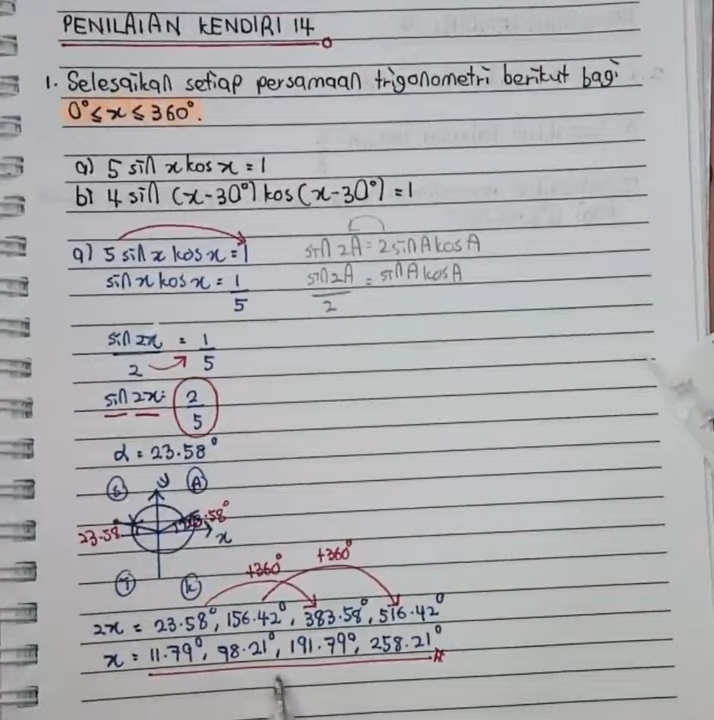 PENILAIAN KENDIRI 14
1. Selesaikan setiap persamaan trigonometri berikut bagi
0° ≤ x ≤ 360°.
a) 5 sin x kos x = 1
b) 4 sin (x-30°) kos (x-30°) = 1
a) 5 sin x kos x = 1
sin 2A = 2 sin A kos A
sin x kos x = 1/5
sin 2A/2 = sin A kos A
sin 2x/2 = 1/5
sin 2x = 2/5
α = 23.58°
S y A
23.58° 23.58° x
T K
+360° +360°
2x = 23.58°, 156.42°, 383.58°, 516.42°
x = 11.79°, 98.21°, 191.79°, 258.21°